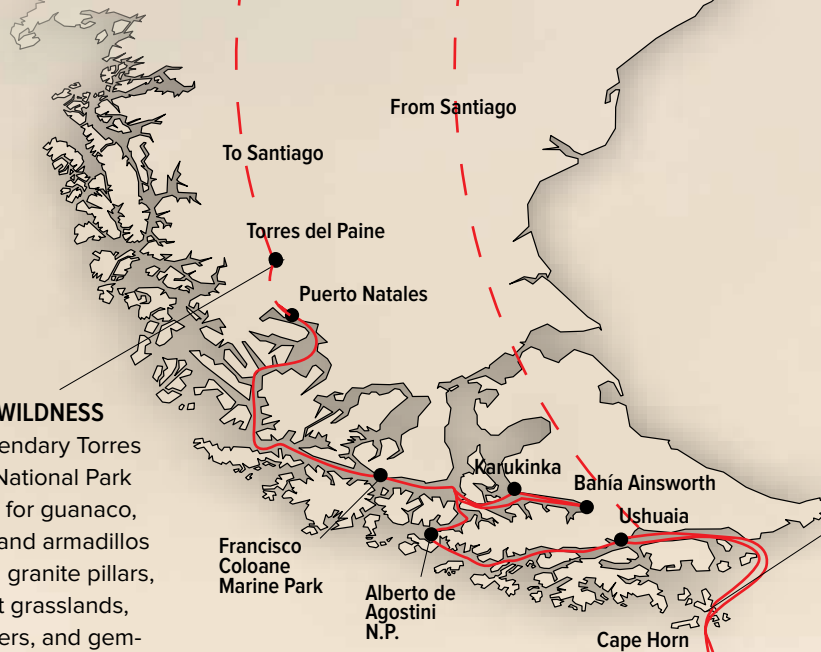 From Santiago
To Santiago
Torres del Paine
Puerto Natales
WILDNESS
endary Torres
National Park
for guanaco,
and armadillos
granite pillars,
t grasslands,
ers, and gem-
Karukinka
Bahía Ainsworth
Ushuaia
Francisco
Coloane
Marine Park
Alberto de
Agostini
N.P.
Cape Horn